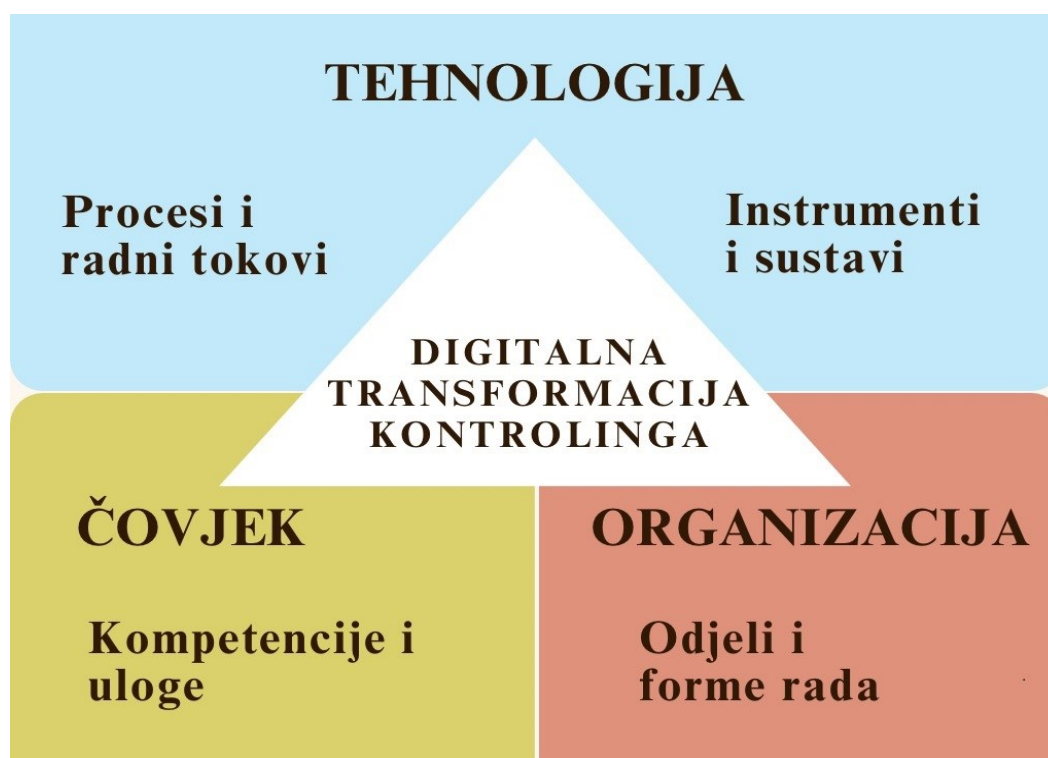 TEHNOLOGIJA
Procesi i
radni tokovi
Instrumenti
i sustavi
DIGITALNA
TRANSFORMACIJA
KONTROLINGA
ČOVJEK
Kompetencije i
uloge
ORGANIZACIJA
Odjeli i
forme rada